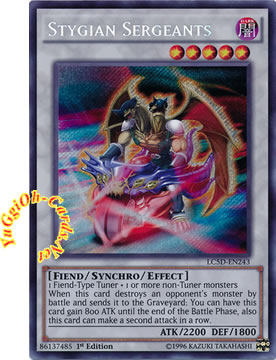 STYGIAN SERGEANTS
DARK
YuGgiOh-Cards.Net
LC5D-EN243
[FIEND/SYNCHRO/EFFECT]
1 Fiend-Type Tuner + 1 or more non-Tuner monsters
When this card destroys an opponent's monster
by battle and sends it to the Graveyard: You can have this
card gain 800 ATK until the end of the Battle Phase, also
this card can make a second attack in a row.
ATK/2200 DEF/1800
86137485 1st Edition ©1996 KAZUKI TAKAHASHI